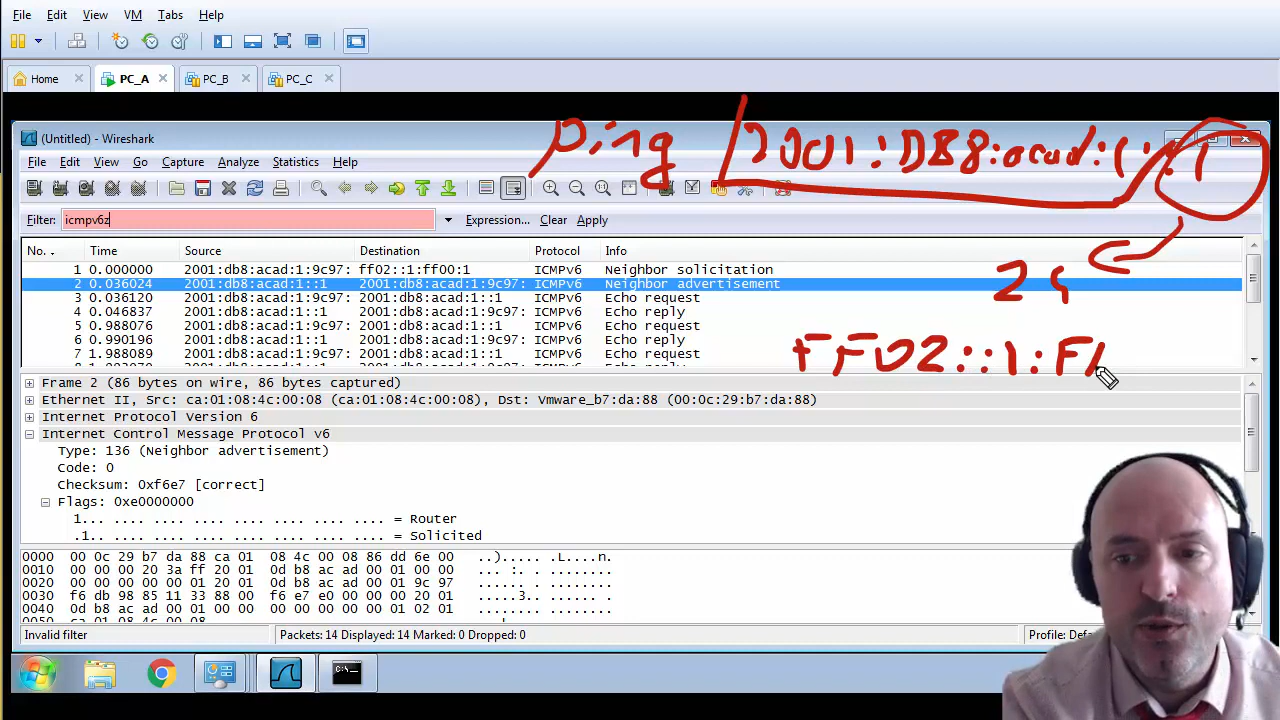 File Edit View VM Tabs Help
Home PC_A PC_B PC_C
(Untitled) - Wireshark
ping 2001:DB8:acad:1::1
File Edit View Go Capture Analyze Statistics Help
Filter: icmpv6z Expression... Clear Apply
No. Time Source Destination Protocol Info
1 0.000000 2001:db8:acad:1:9c97: ff02::1:ff00:1 ICMPv6 Neighbor solicitation
2 0.036024 2001:db8:acad:1::1 2001:db8:acad:1:9c97: ICMPv6 Neighbor advertisement
3 0.036120 2001:db8:acad:1:9c97: 2001:db8:acad:1::1 ICMPv6 Echo request
4 0.046837 2001:db8:acad:1::1 2001:db8:acad:1:9c97: ICMPv6 Echo reply
5 0.988076 2001:db8:acad:1:9c97: 2001:db8:acad:1::1 ICMPv6 Echo request
6 0.990196 2001:db8:acad:1::1 2001:db8:acad:1:9c97: ICMPv6 Echo reply
7 1.988089 2001:db8:acad:1:9c97: 2001:db8:acad:1::1 ICMPv6 Echo request
FF02::1:F
Frame 2 (86 bytes on wire, 86 bytes captured)
Ethernet II, Src: ca:01:08:4c:00:08 (ca:01:08:4c:00:08), Dst: Vmware_b7:da:88 (00:0c:29:b7:da:88)
Internet Protocol Version 6
Internet Control Message Protocol v6
Type: 136 (Neighbor advertisement)
Code: 0
Checksum: 0xf6e7 [correct]
Flags: 0xe0000000
1... .... .... .... .... .... .... .... = Router
.1.. .... .... .... .... .... .... .... = Solicited
0000 00 0c 29 b7 da 88 ca 01 08 4c 00 08 86 dd 6e 00 ..)..... .L....n.
0010 00 00 00 20 3a ff 20 01 0d b8 ac ad 00 01 00 00 ... :. . ........
0020 00 00 00 00 00 01 20 01 0d b8 ac ad 00 01 9c 97 ...... . ........
0030 f6 db 98 85 11 33 88 00 f6 e7 e0 00 00 00 20 01 .....3.. ...... .
0040 0d b8 ac ad 00 01 00 00 00 00 00 00 00 01 02 01 ........ ........
Invalid filter Packets: 14 Displayed: 14 Marked: 0 Dropped: 0 Profile: Def